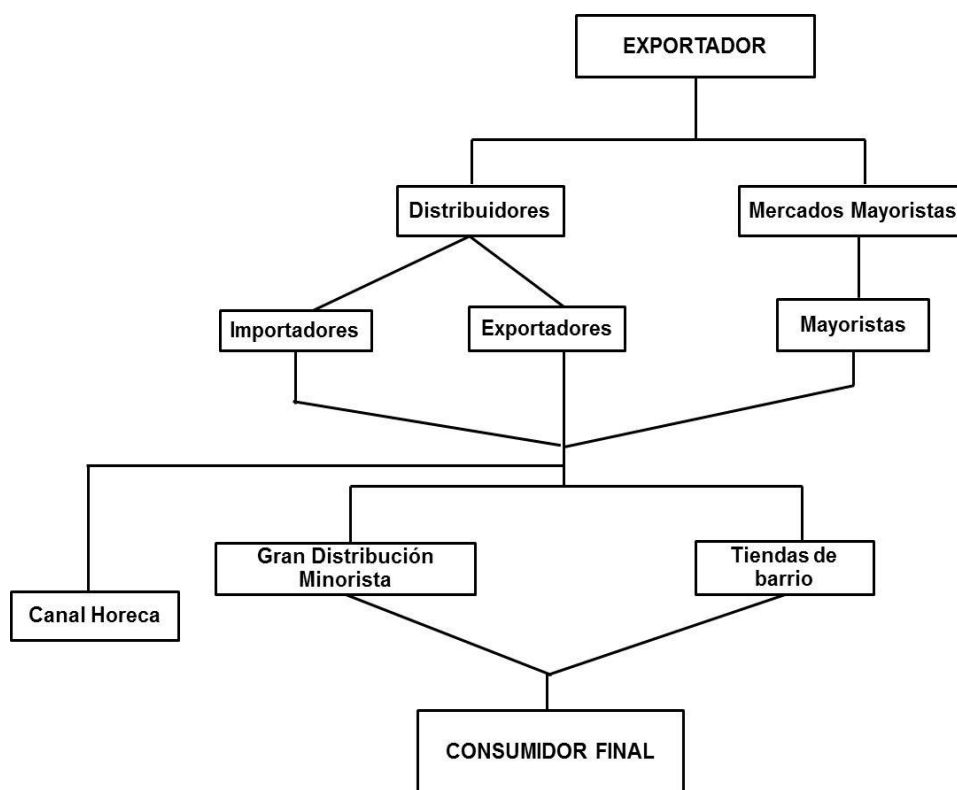 EXPORTADOR
Distribuidores
Mercados Mayoristas
Importadores
Exportadores
Mayoristas
Gran Distribución
Minorista
Tiendas de
barrio
Canal Horeca
CONSUMIDOR FINAL